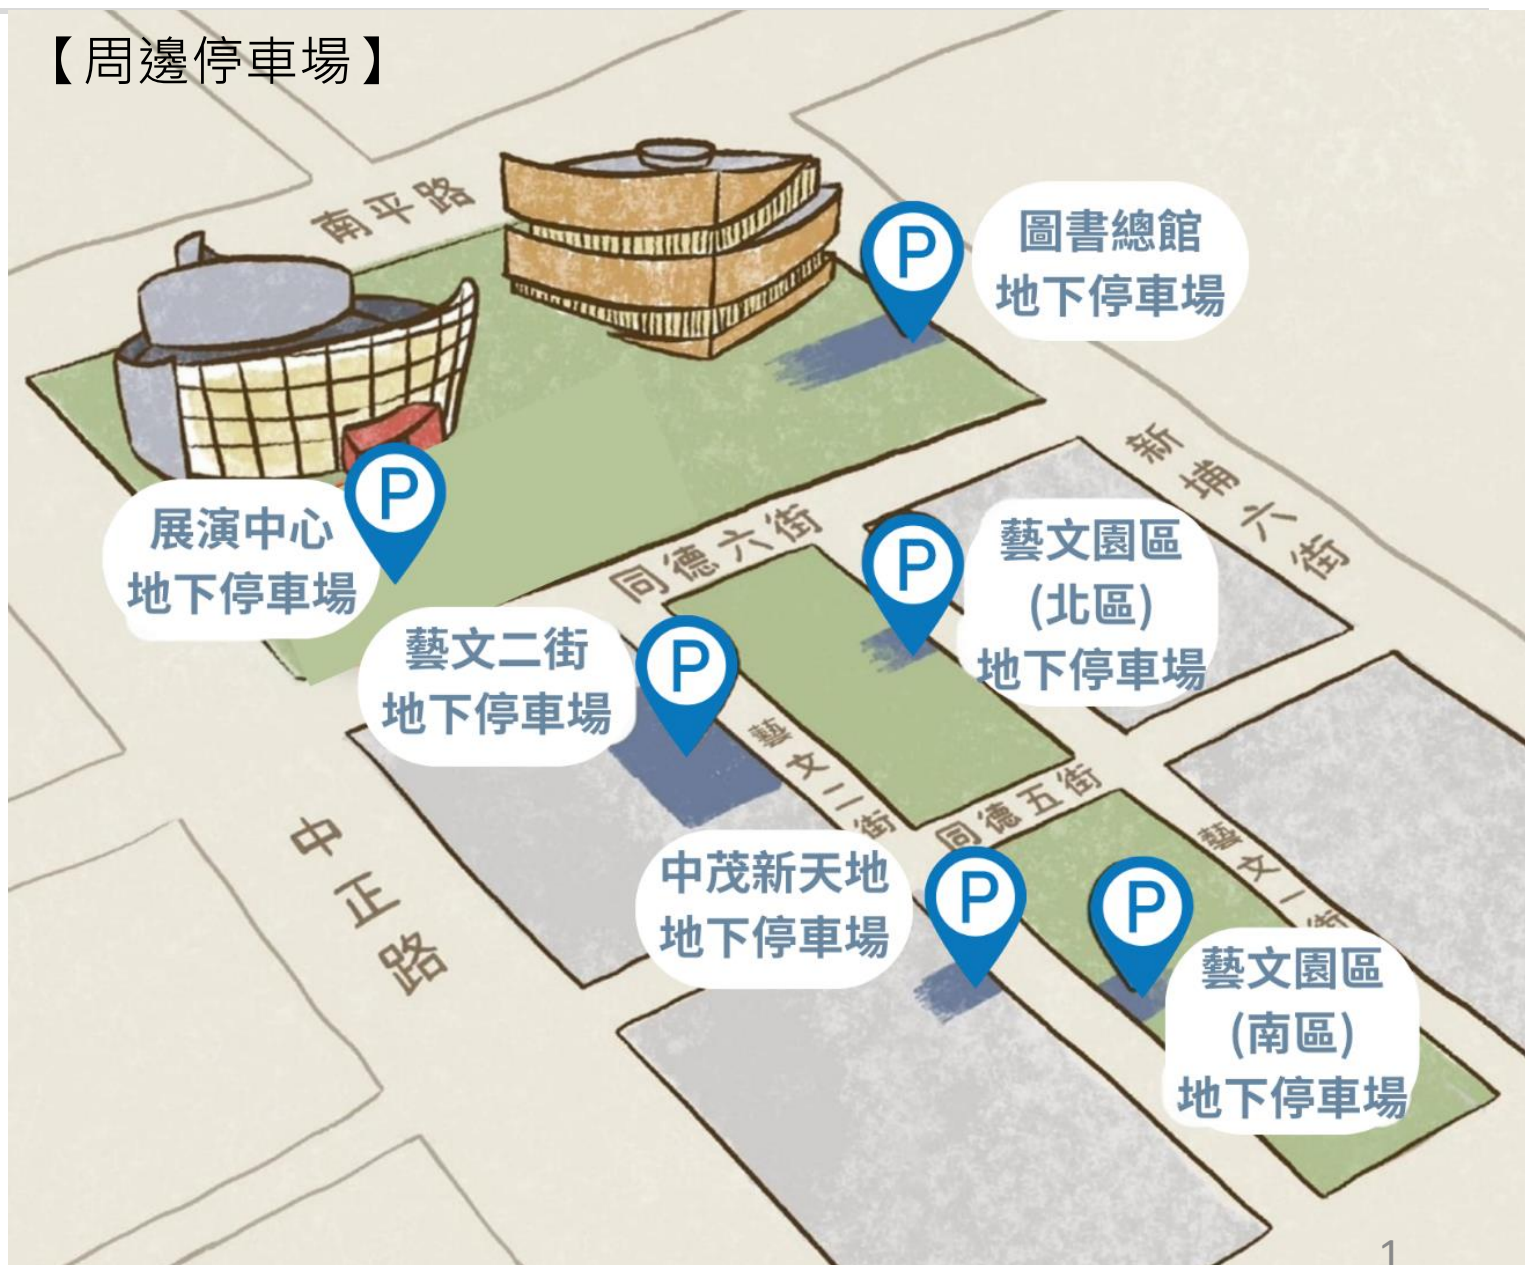 【周邊停車場】
南平路
P
圖書總館
地下停車場
新埔六街
P
展演中心
地下停車場
同德六街
P
藝文園區
(北區)
地下停車場
P
藝文二街
地下停車場
藝文二街
同德五街
中正路
P
中茂新天地
地下停車場
P
藝文一街
藝文園區
(南區)
地下停車場
1